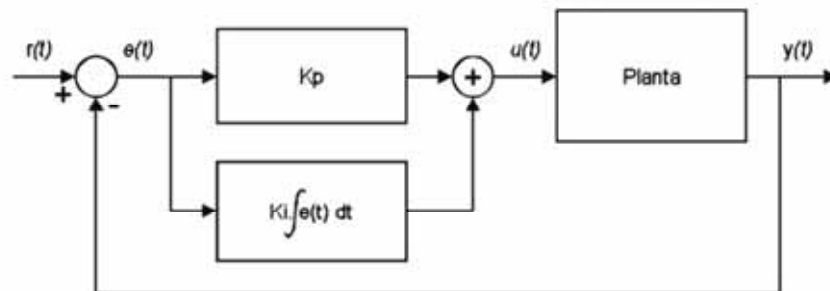 r(t)
e(t)
Kp
+
u(t)
Planta
y(t)
+
-
Ki.∫e(t) dt